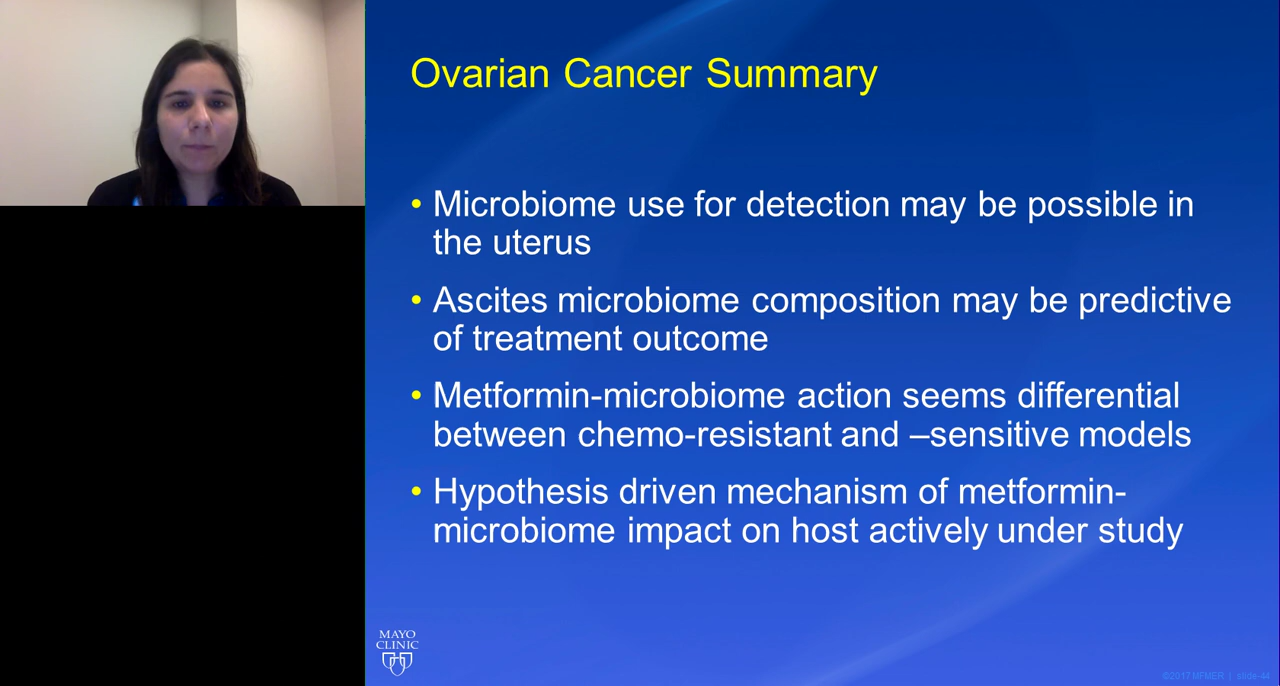 Ovarian Cancer Summary
• Microbiome use for detection may be possible in
the uterus
• Ascites microbiome composition may be predictive
of treatment outcome
• Metformin-microbiome action seems differential
between chemo-resistant and –sensitive models
• Hypothesis driven mechanism of metformin-
microbiome impact on host actively under study
MAYO
CLINIC
©2017 MFMER | slide-44